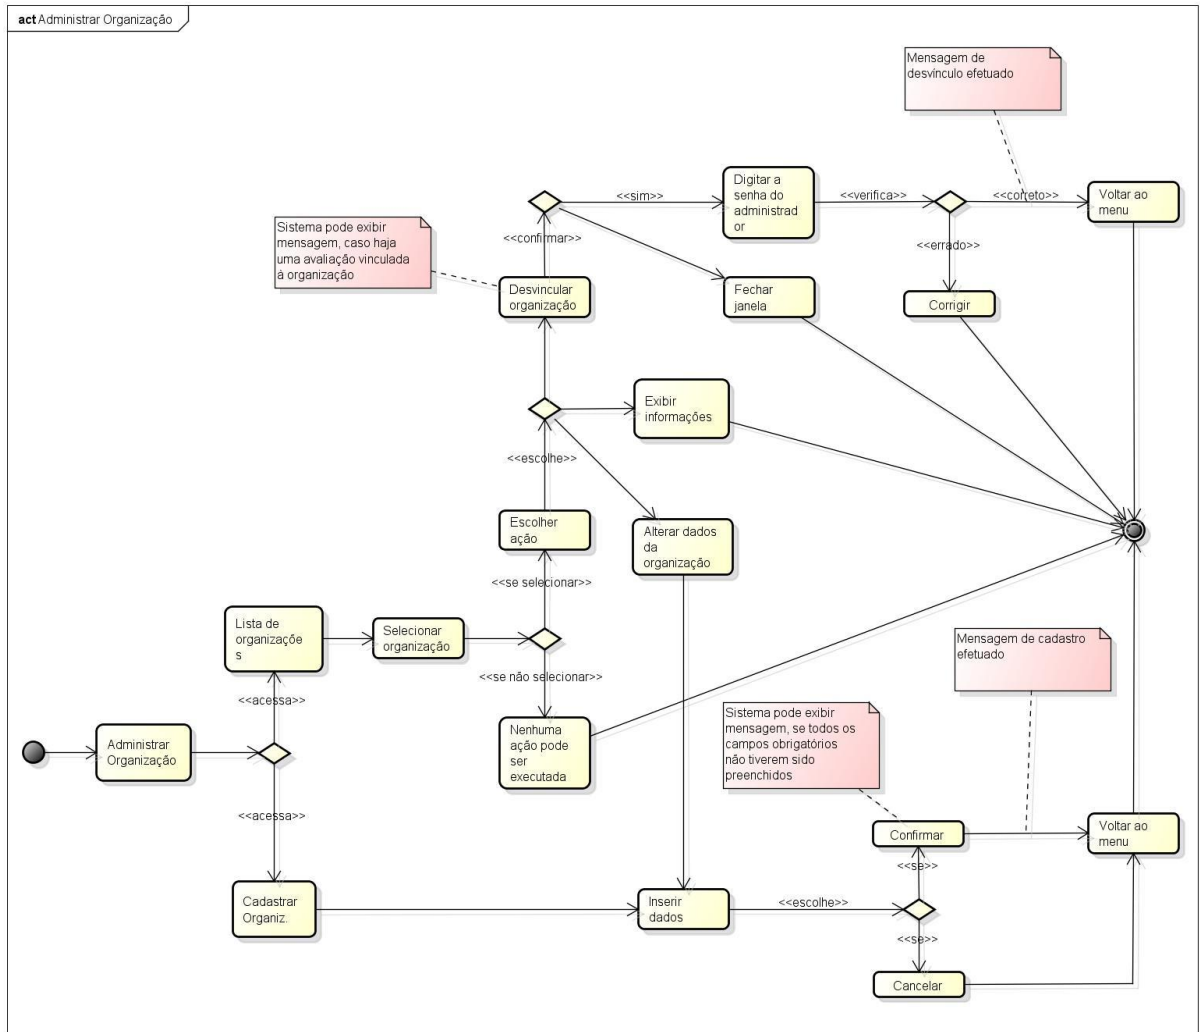 act Administrar Organização
Mensagem de
desvínculo efetuado
Sistema pode exibir
mensagem, caso haja
uma avaliação vinculada
á organização
<<confirmar>>
<<sim>>
Digitar a
senha do
administrad
or
<<verifica>>
<<correto>>
Voltar ao
menu
<<errado>>
Desvincular
organização
Fechar
janela
Corrigir
Exibir
informações
<<escolhe>>
Escolher
ação
Alterar dados
da
organização
<<se selecionar>>
Lista de
organizaçõe
s
Selecionar
organização
<<se não selecionar>>
Mensagem de cadastro
efetuado
<<acessa>>
Nenhuma
ação pode
ser
executada
Sistema pode exibir
mensagem, se todos os
campos obrigatórios
não tiverem sido
preenchidos
Administrar
Organização
<<acessa>>
Confirmar
Voltar ao
menu
<<se>>
Cadastrar
Organiz.
Inserir
dados
<<escolhe>>
<<se>>
Cancelar